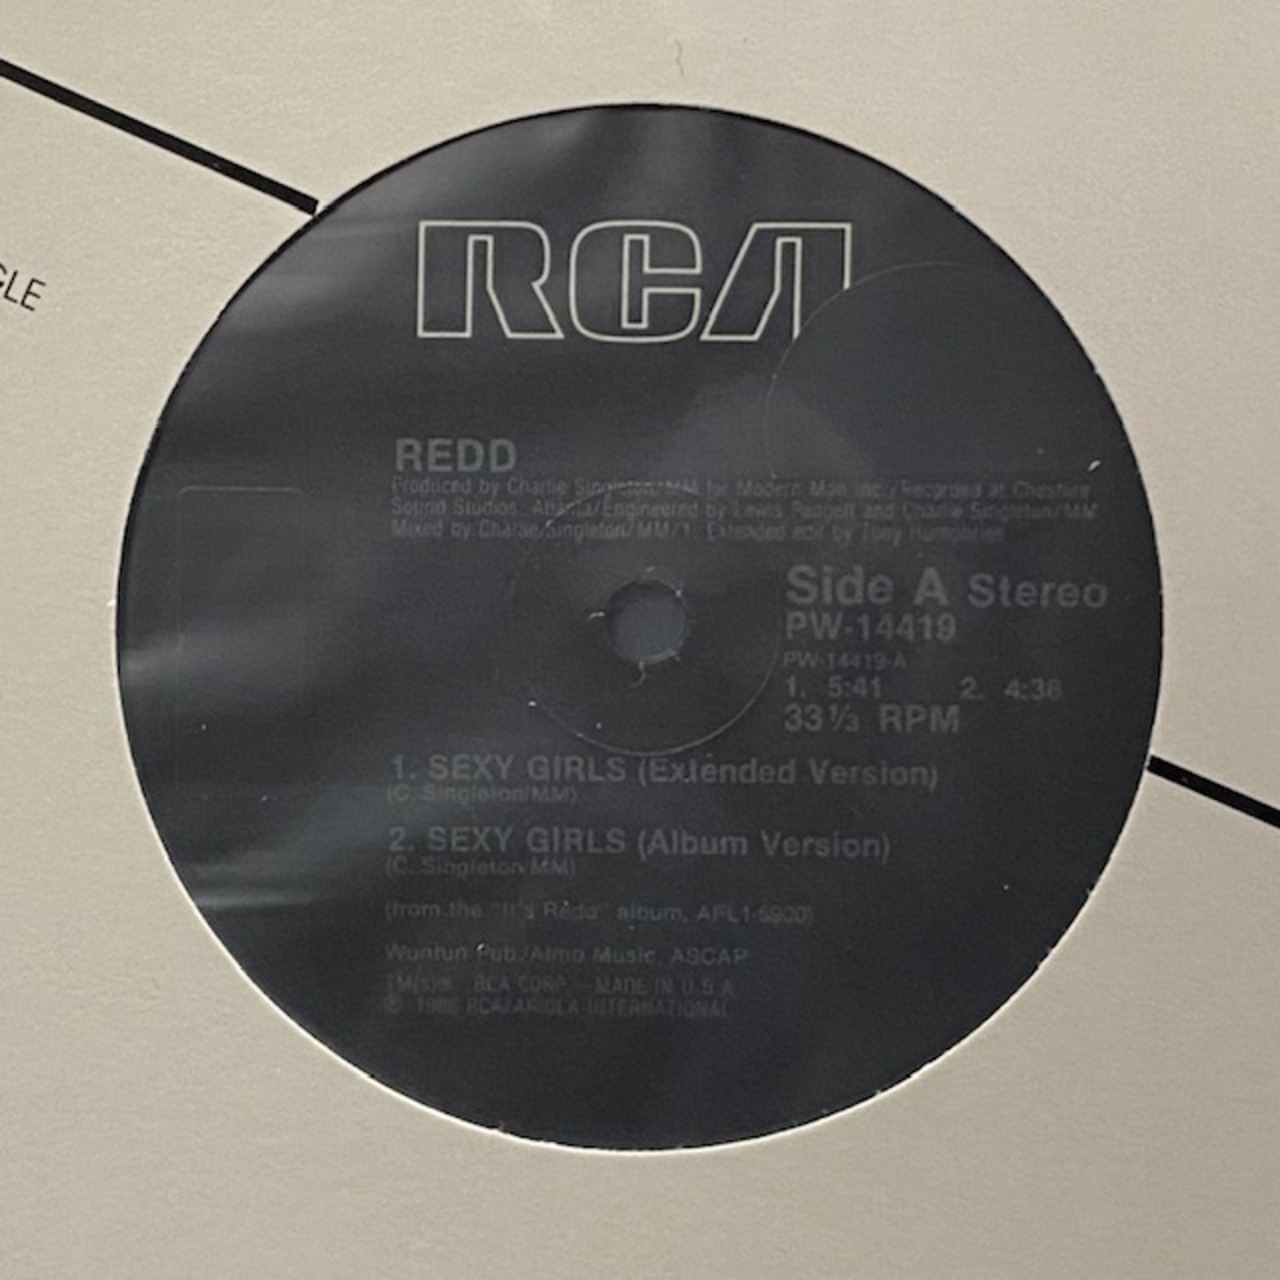 CLE
RCA
REDD
Produced by Charlie Singleton/MM for Modern Man Inc./Recorded at Cheshire
Sound Studios, Atlanta/Engineered by Lewis Padgett and Charlie Singleton/MM
Mixed by Charlie Singleton/MM/1. Extended edit by Tony Humphries
Side A Stereo
PW-14419
PW-14419-A
1. 5:41 2. 4:38
33⅓ RPM
1. SEXY GIRLS (Extended Version)
(C. Singleton/MM)
2. SEXY GIRLS (Album Version)
(C. Singleton/MM)
(from the "It's Redd" album, AFL1-5900)
Pub./Almo Music, ASCAP
TM(s)® RCA CORP.—MADE IN U.S.A.
℗ RCA/ARIOLA INTERNATIONAL